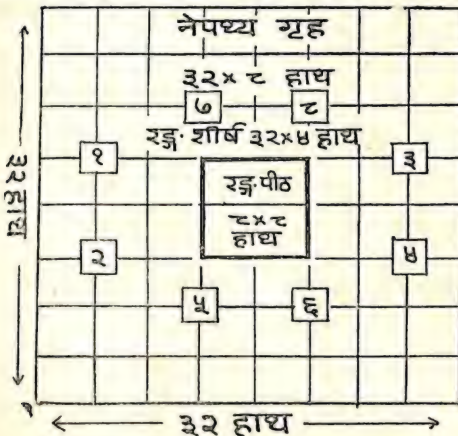 नेपथ्य गृह
३२×८ हाथ
७ ८
रङ्ग शीर्ष ३२×४ हाथ
१ ३
रङ्ग पीठ
८×८
हाथ
२ ४
५ ६
३२ हाथ
३२ हाथ